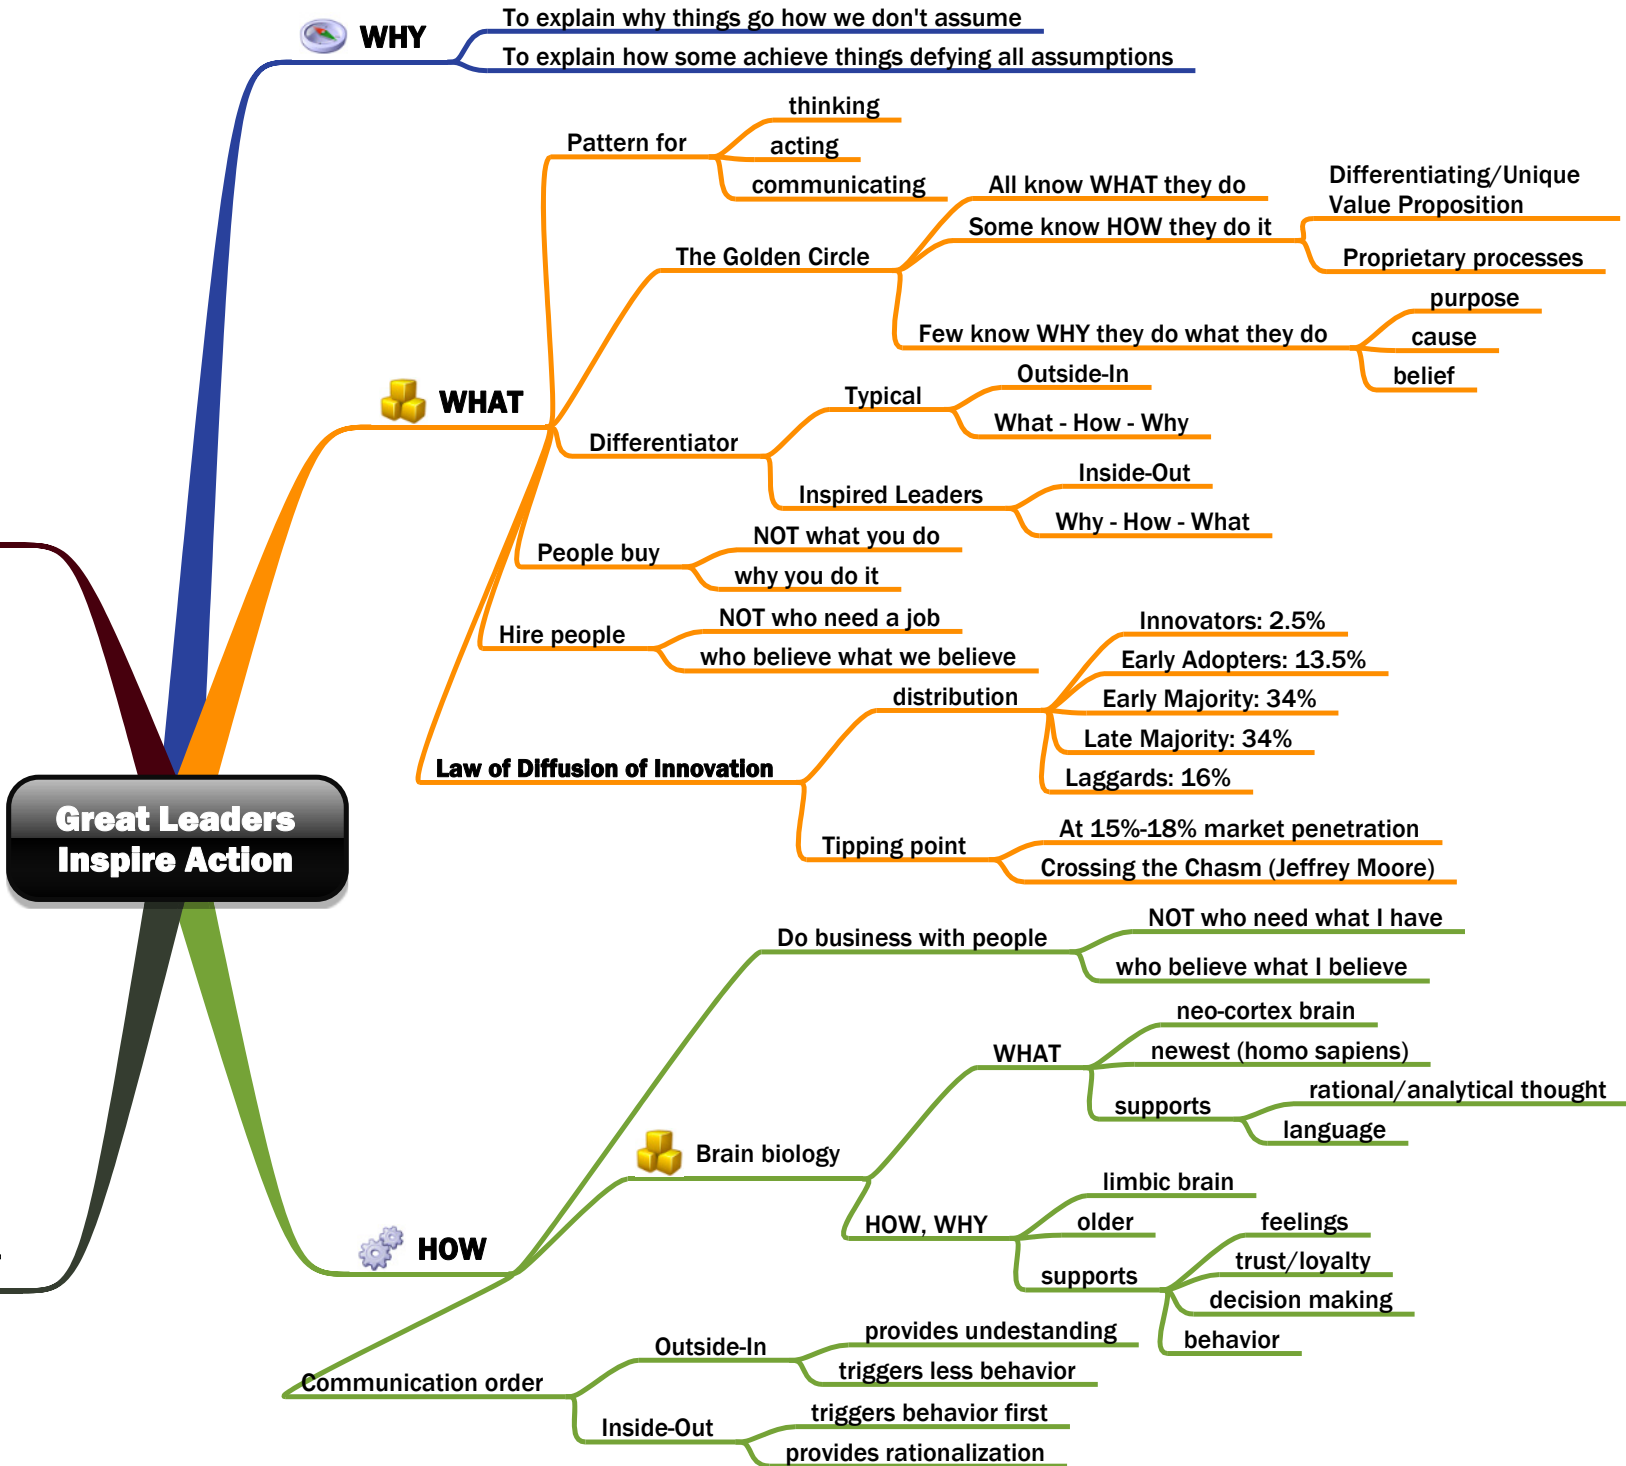 WHY
To explain why things go how we don't assume
To explain how some achieve things defying all assumptions
WHAT
Pattern for
thinking
acting
communicating
The Golden Circle
All know WHAT they do
Some know HOW they do it
Differentiating/Unique
Value Proposition
Proprietary processes
Few know WHY they do what they do
purpose
cause
belief
Differentiator
Typical
Outside-In
What - How - Why
Inspired Leaders
Inside-Out
Why - How - What
People buy
NOT what you do
why you do it
Hire people
NOT who need a job
who believe what we believe
Law of Diffusion of Innovation
distribution
Innovators: 2.5%
Early Adopters: 13.5%
Early Majority: 34%
Late Majority: 34%
Laggards: 16%
Tipping point
At 15%-18% market penetration
Crossing the Chasm (Jeffrey Moore)
Great Leaders
Inspire Action
HOW
Do business with people
NOT who need what I have
who believe what I believe
Brain biology
WHAT
neo-cortex brain
newest (homo sapiens)
supports
rational/analytical thought
language
HOW, WHY
limbic brain
older
supports
feelings
trust/loyalty
decision making
behavior
Communication order
Outside-In
provides undestanding
triggers less behavior
Inside-Out
triggers behavior first
provides rationalization